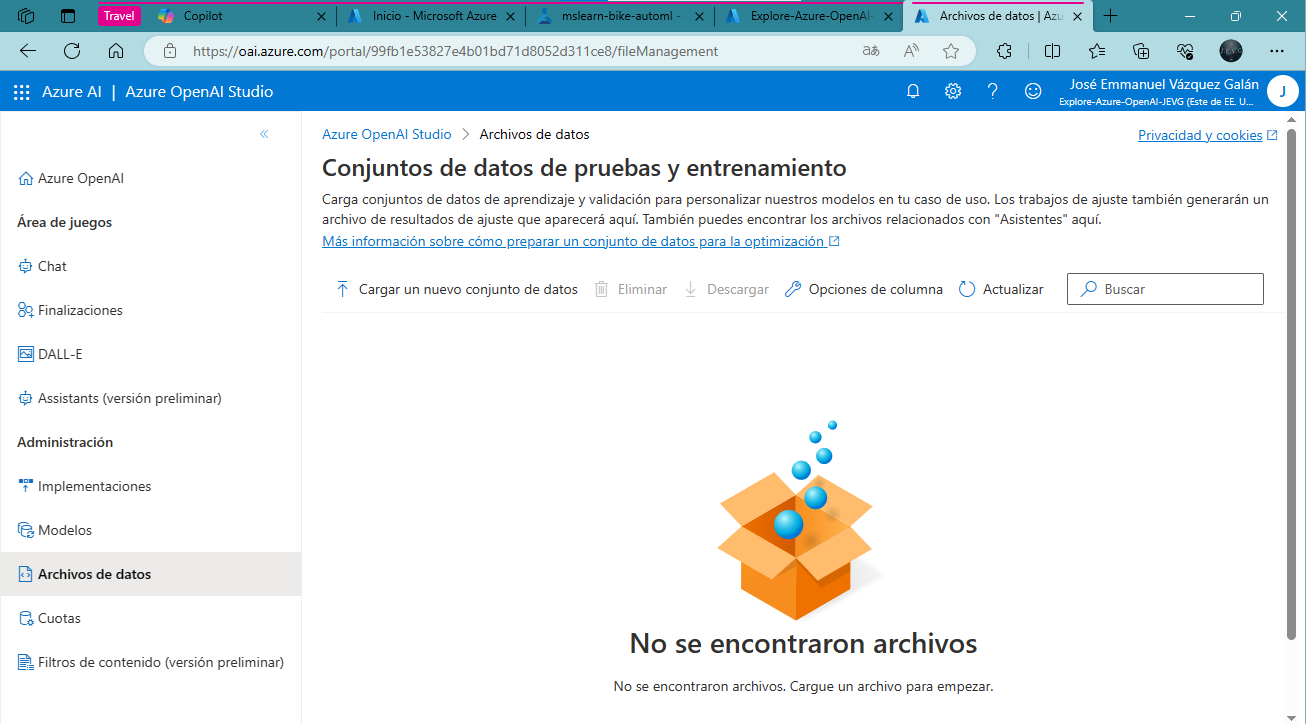 Travel
Copilot
Inicio - Microsoft Azure
mslearn-bike-automl -
Explore-Azure-OpenAI-
Archivos de datos | Azu
https://oai.azure.com/portal/99fb1e53827e4b01bd71d8052d311ce8/fileManagement
Azure AI | Azure OpenAI Studio
José Emmanuel Vázquez Galán
Explore-Azure-OpenAI-JEVG (Este de EE. U...
J
Azure OpenAI
Área de juegos
Chat
Finalizaciones
DALL-E
Assistants (versión preliminar)
Administración
Implementaciones
Modelos
Archivos de datos
Cuotas
Filtros de contenido (versión preliminar)
Azure OpenAI Studio > Archivos de datos
Privacidad y cookies
Conjuntos de datos de pruebas y entrenamiento
Carga conjuntos de datos de aprendizaje y validación para personalizar nuestros modelos en tu caso de uso. Los trabajos de ajuste también generarán un
archivo de resultados de ajuste que aparecerá aquí. También puedes encontrar los archivos relacionados con "Asistentes" aquí.
Más información sobre cómo preparar un conjunto de datos para la optimización
Cargar un nuevo conjunto de datos Eliminar Descargar Opciones de columna Actualizar Buscar
No se encontraron archivos
No se encontraron archivos. Cargue un archivo para empezar.